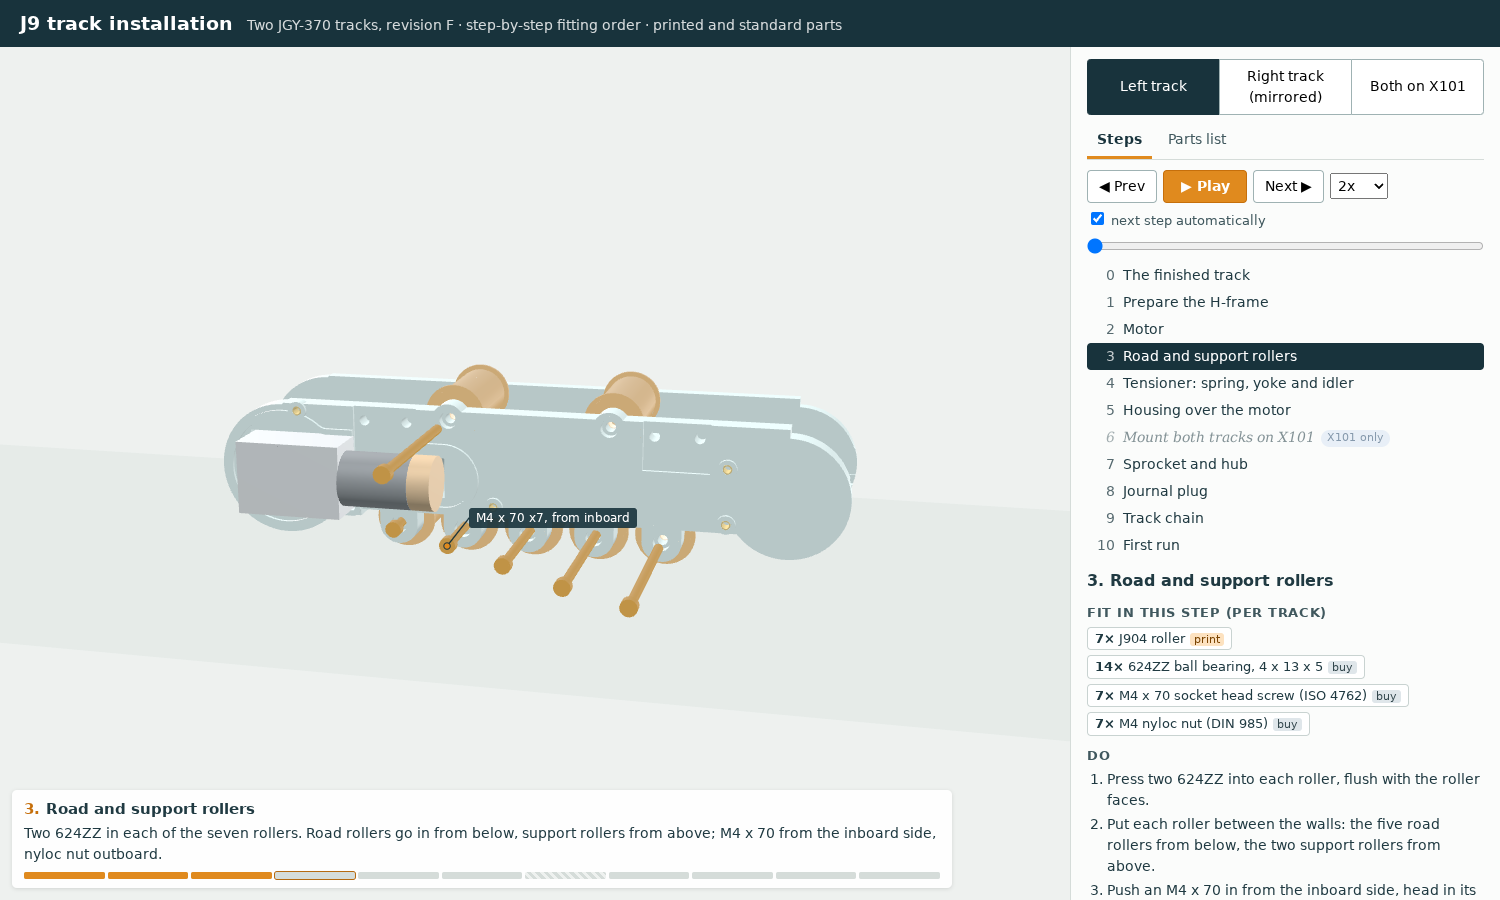 J9 track installation
Two JGY-370 tracks, revision F · step-by-step fitting order · printed and standard parts
Left track
Right track
(mirrored)
Both on X101
Steps
Parts list
◀ Prev
▶ Play
Next ▶
2x
next step automatically
0 The finished track
1 Prepare the H-frame
2 Motor
3 Road and support rollers
4 Tensioner: spring, yoke and idler
5 Housing over the motor
6 Mount both tracks on X101 X101 only
7 Sprocket and hub
8 Journal plug
9 Track chain
10 First run
3. Road and support rollers
FIT IN THIS STEP (PER TRACK)
7× J904 roller print
14× 624ZZ ball bearing, 4 x 13 x 5 buy
7× M4 x 70 socket head screw (ISO 4762) buy
7× M4 nyloc nut (DIN 985) buy
DO
1. Press two 624ZZ into each roller, flush with the roller
faces.
2. Put each roller between the walls: the five road
rollers from below, the two support rollers from
above.
3. Push an M4 x 70 in from the inboard side, head in its
M4 x 70 x7, from inboard
3. Road and support rollers
Two 624ZZ in each of the seven rollers. Road rollers go in from below, support rollers from above; M4 x 70 from the inboard side,
nyloc nut outboard.